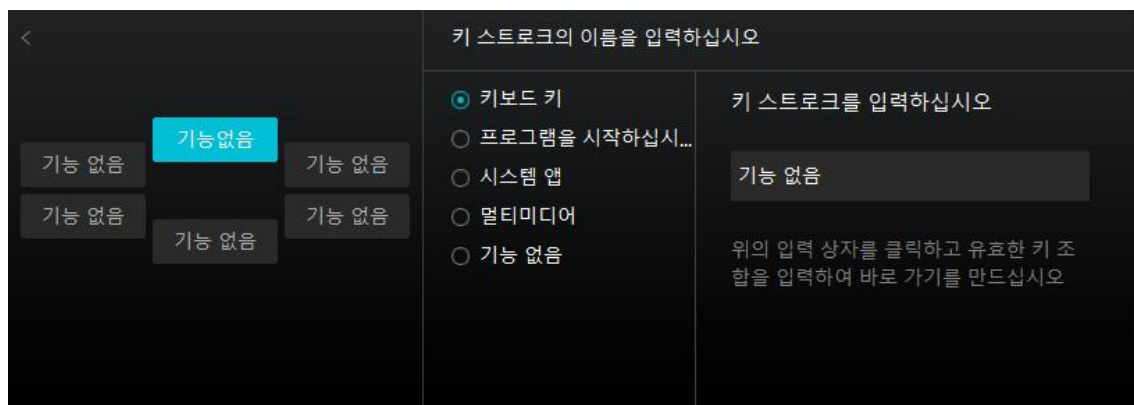 <
키 스트로크의 이름을 입력하십시오
기능없음
기능 없음
기능 없음
기능 없음
기능 없음
기능 없음
키보드 키
프로그램을 시작하십시...
시스템 앱
멀티미디어
기능 없음
키 스트로크를 입력하십시오
기능 없음
위의 입력 상자를 클릭하고 유효한 키 조
합을 입력하여 바로 가기를 만드십시오